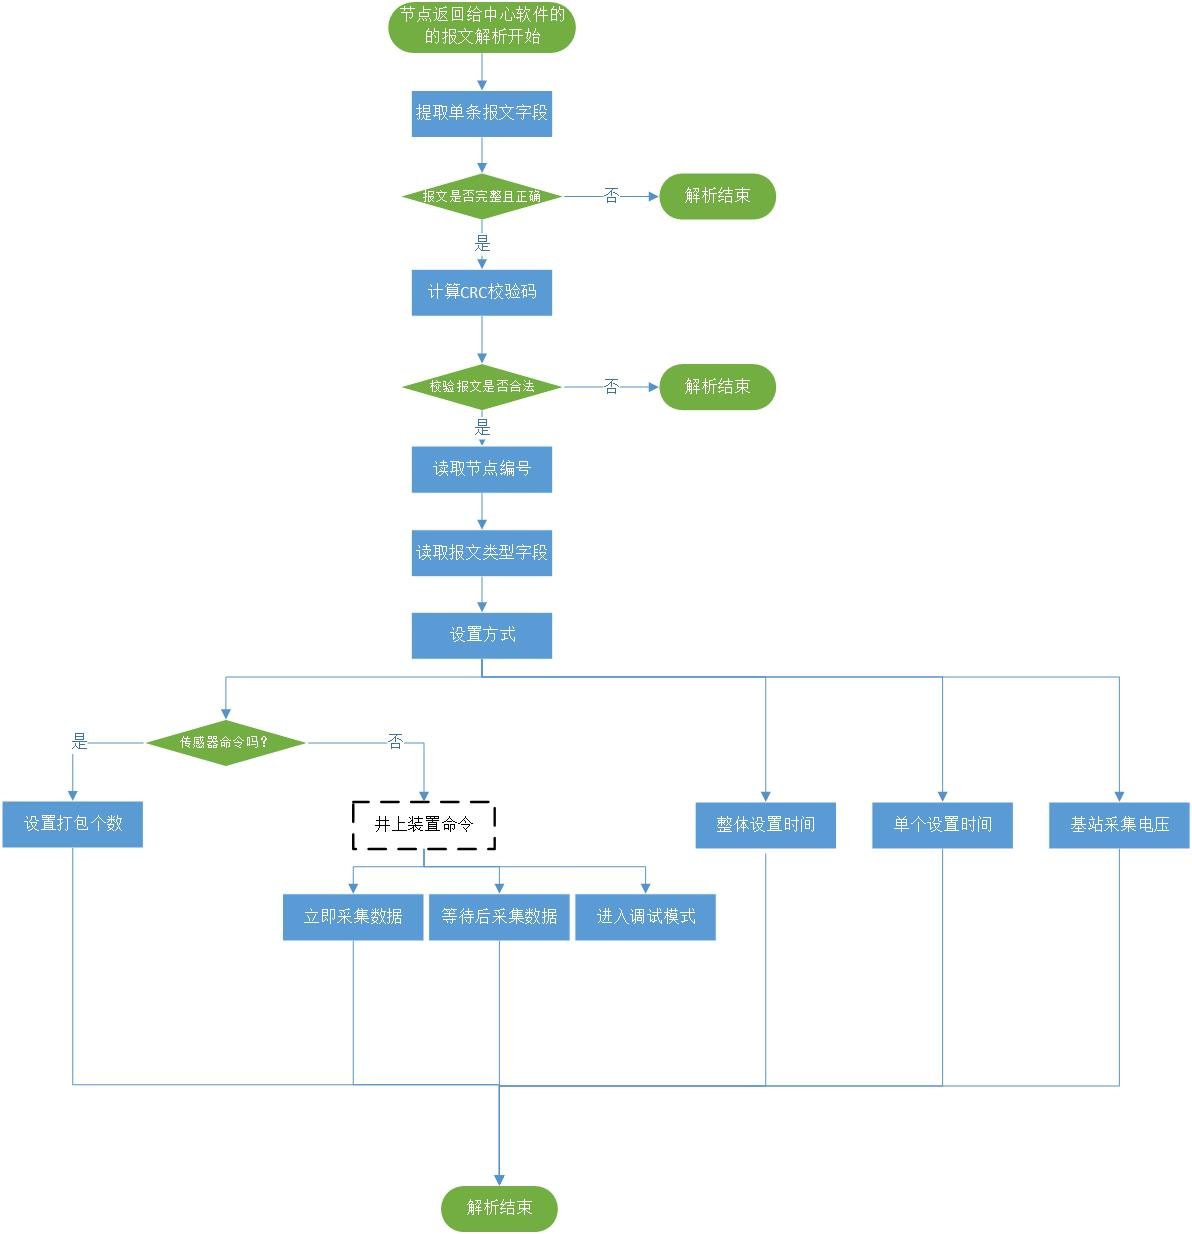 节点返回给中心软件的
的报文解析开始
提取单条报文字段
报文是否完整且正确
否
解析结束
是
计算CRC校验码
校验报文是否合法
否
解析结束
是
读取节点编号
读取报文类型字段
设置方式
是
传感器命令吗?
否
设置打包个数
井上装置命令
整体设置时间
单个设置时间
基站采集电压
立即采集数据
等待后采集数据
进入调试模式
解析结束